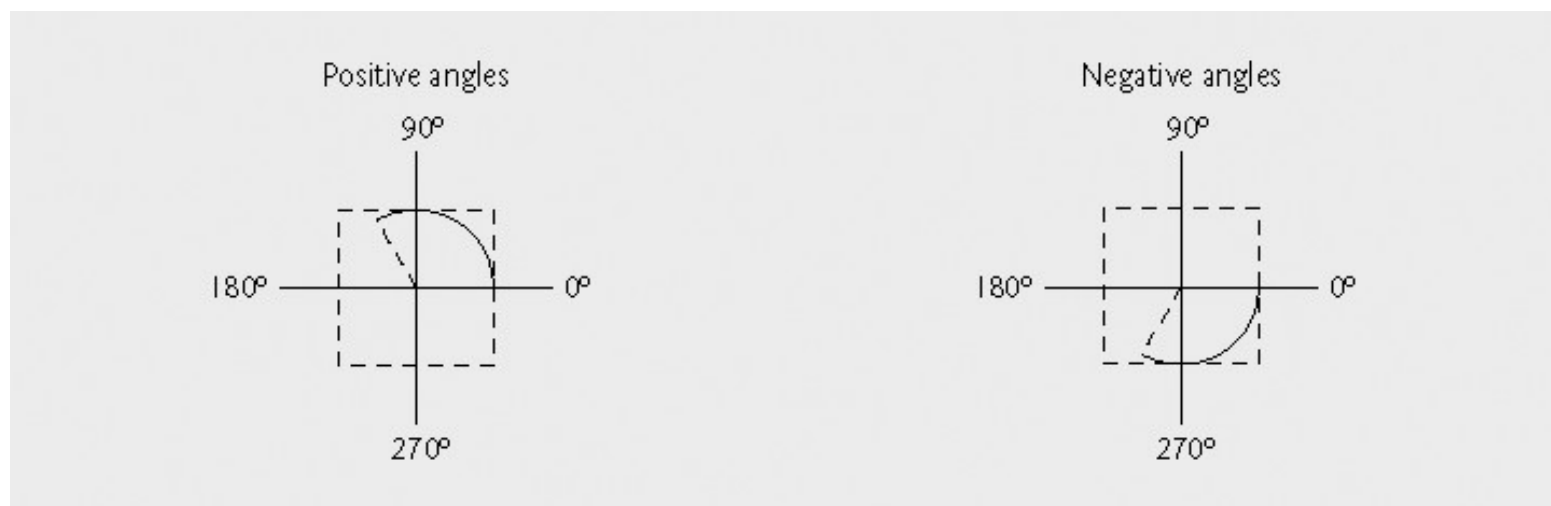 Positive angles
90º
180º
0º
270º
Negative angles
90º
180º
0º
270º